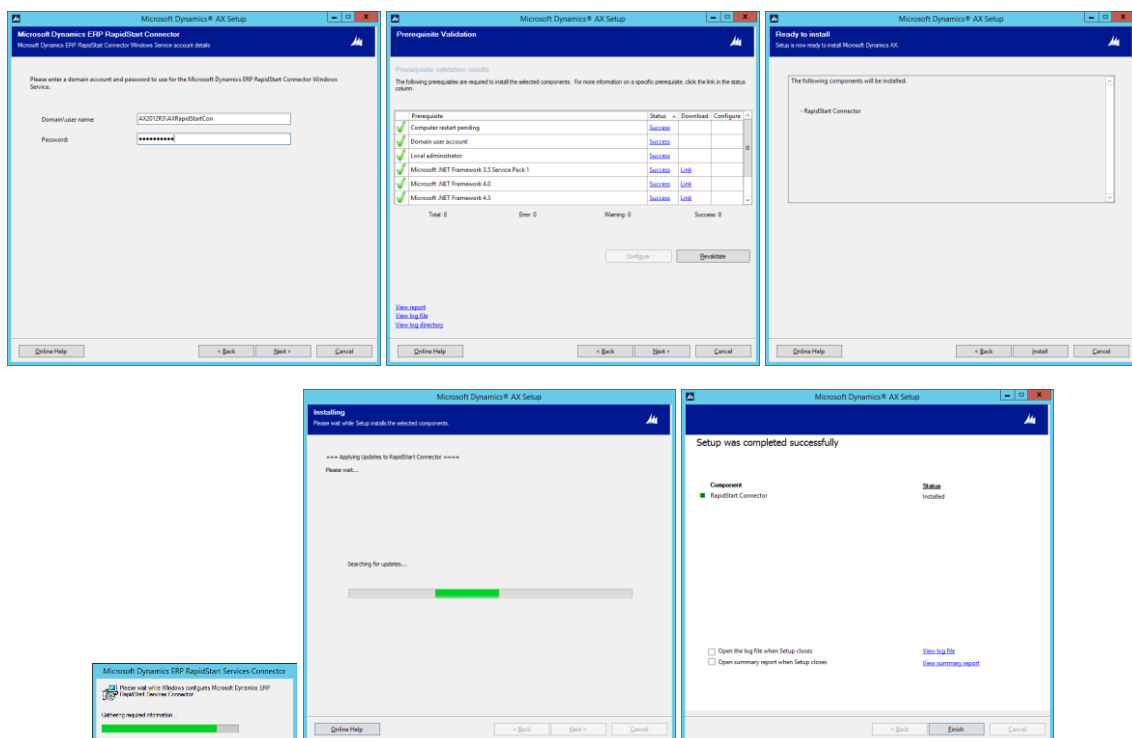 Microsoft Dynamics® AX Setup
Microsoft Dynamics ERP RapidStart Connector
Microsoft Dynamics ERP RapidStart Connector Windows Service account details
Please enter a domain account and password to use for the Microsoft Dynamics ERP RapidStart Connector Windows
Service.
Domain\user name:
AX2012R3\AXRapidStartCon
Password:
••••••••••
Online Help
< Back
Next >
Cancel
Microsoft Dynamics® AX Setup
Prerequisite Validation
Prerequisite validation results
The following prerequisites are required to install the selected components. For more information on a specific prerequisite, click the link in the status
column.
Prerequisite Status Download Configure
Computer restart pending Success
Domain user account Success
Local administrator Success
Microsoft .NET Framework 3.5 Service Pack 1 Success Link
Microsoft .NET Framework 4.0 Success Link
Microsoft .NET Framework 4.5 Success Link
Total: 8 Error: 0 Warning: 0 Success: 8
Configure
Revalidate
View report
View log file
View log directory
Online Help
< Back
Next >
Cancel
Microsoft Dynamics® AX Setup
Ready to install
Setup is now ready to install Microsoft Dynamics AX.
The following components will be installed:
- RapidStart Connector
Online Help
< Back
Install
Cancel
Microsoft Dynamics ERP RapidStart Services Connector
Please wait while Windows configures Microsoft Dynamics ERP
RapidStart Services Connector
Gathering required information...
Microsoft Dynamics® AX Setup
Installing
Please wait while Setup installs the selected components.
=== Applying Updates to RapidStart Connector ====
Please wait...
Searching for updates...
Online Help
< Back
Next >
Cancel
Microsoft Dynamics® AX Setup
Setup was completed successfully
Component Status
RapidStart Connector Installed
Open the log file when Setup closes View log file
Open summary report when Setup closes View summary report
< Back
Finish
Cancel